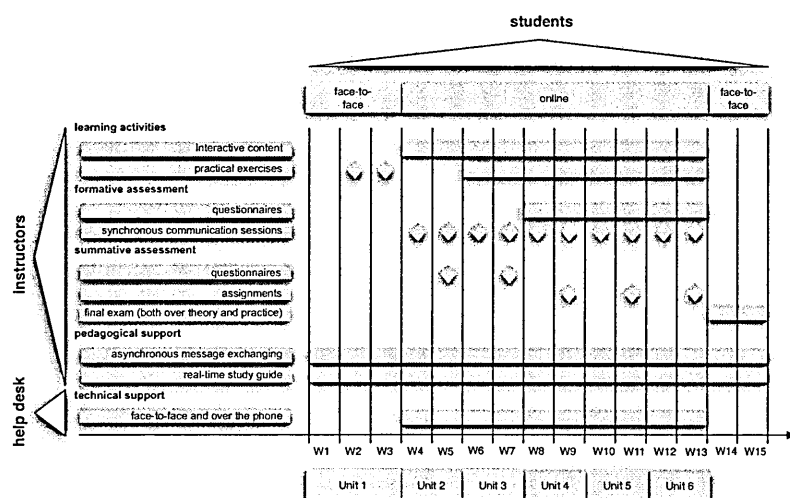 students
face-to-
face
online
face-to-
face
learning activities
Interactive content
practical exercises
formative assessment
questionnaires
synchronous communication sessions
summative assessment
questionnaires
assignments
final exam (both over theory and practice)
pedagogical support
asynchronous message exchanging
real-time study guide
technical support
face-to-face and over the phone
Instructors
help desk
W1 W2 W3 W4 W5 W6 W7 W8 W9 W10 W11 W12 W13 W14 W15
Unit 1 Unit 2 Unit 3 Unit 4 Unit 5 Unit 6